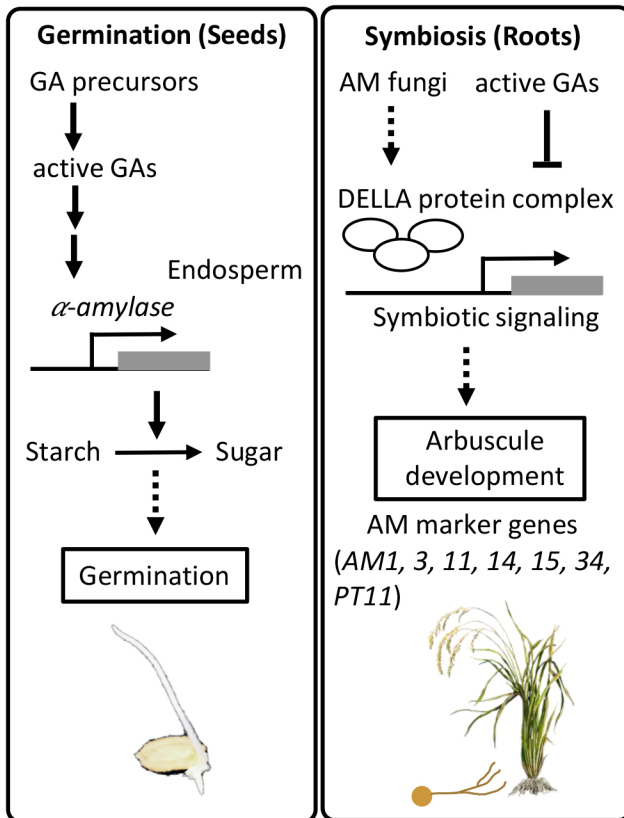 Germination (Seeds)
GA precursors
active GAs
Endosperm
α-amylase
Starch
Sugar
Germination
Symbiosis (Roots)
AM fungi
active GAs
DELLA protein complex
Symbiotic signaling
Arbuscule
development
AM marker genes
(AM1, 3, 11, 14, 15, 34,
PT11)